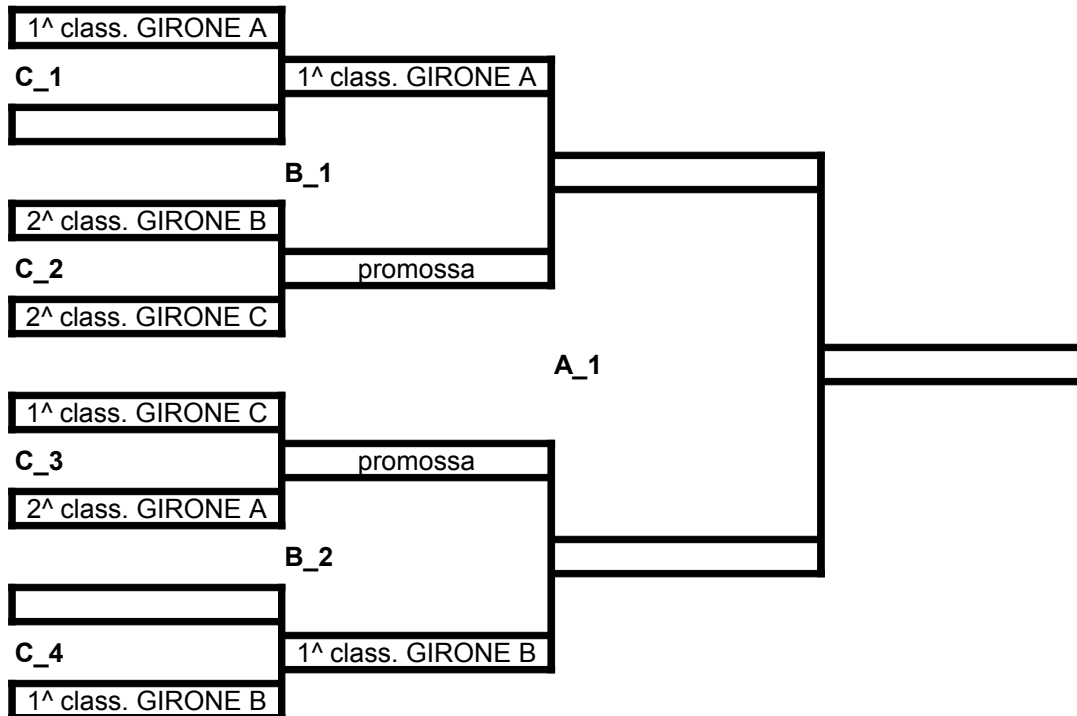 1^ class. GIRONE A
C_1
1^ class. GIRONE A
B_1
2^ class. GIRONE B
C_2
promossa
2^ class. GIRONE C
A_1
1^ class. GIRONE C
C_3
promossa
2^ class. GIRONE A
B_2
C_4
1^ class. GIRONE B
1^ class. GIRONE B